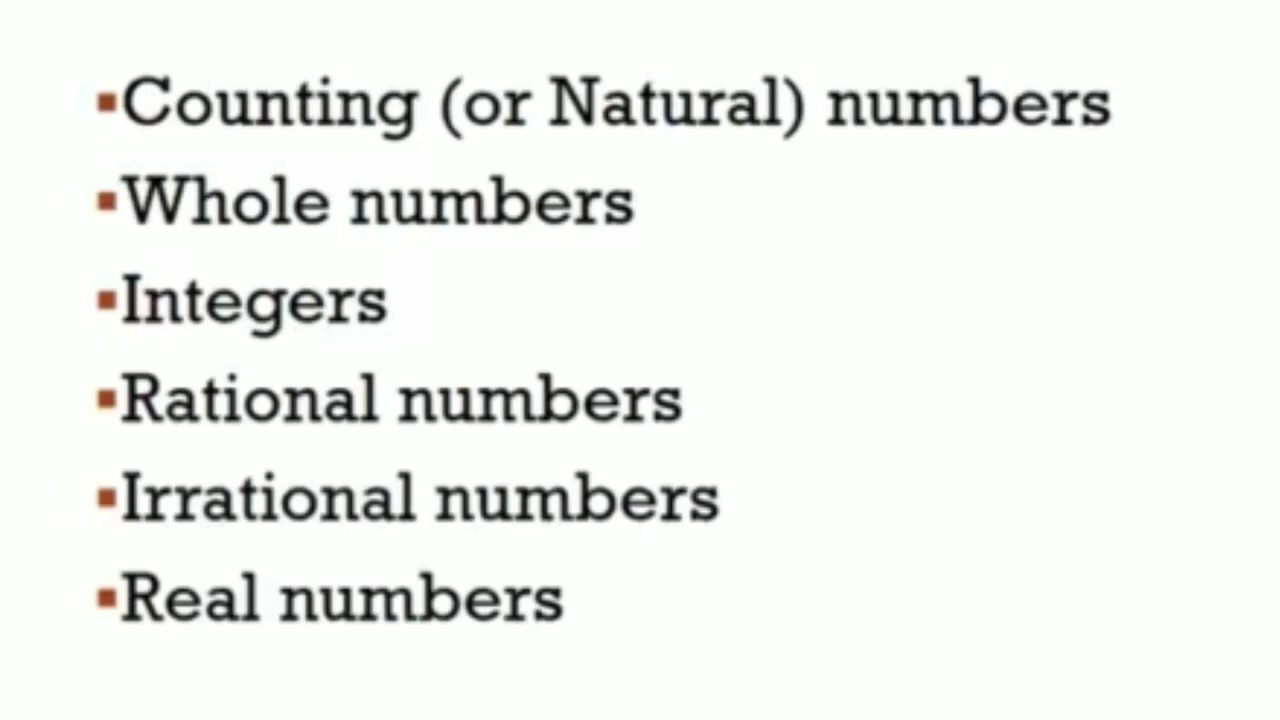 ▪Counting (or Natural) numbers
▪Whole numbers
▪Integers
▪Rational numbers
▪Irrational numbers
▪Real numbers